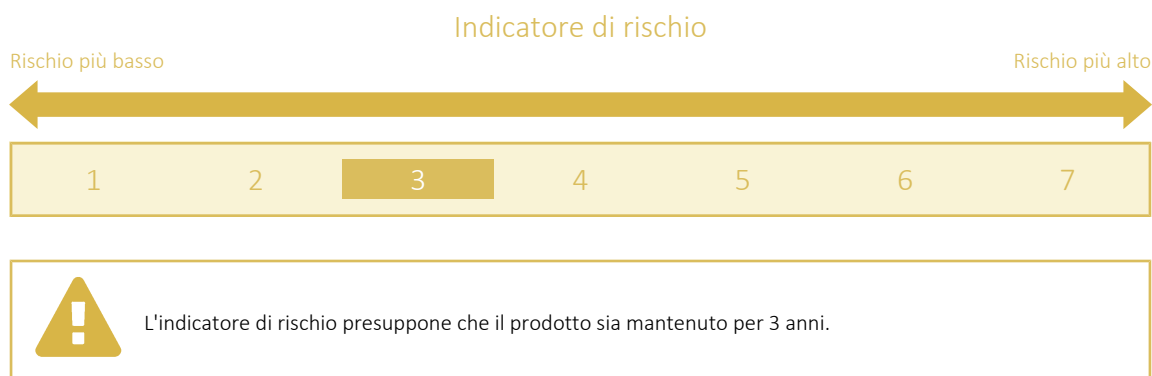 Indicatore di rischio
Rischio più basso
Rischio più alto
1 2 3 4 5 6 7
L'indicatore di rischio presuppone che il prodotto sia mantenuto per 3 anni.